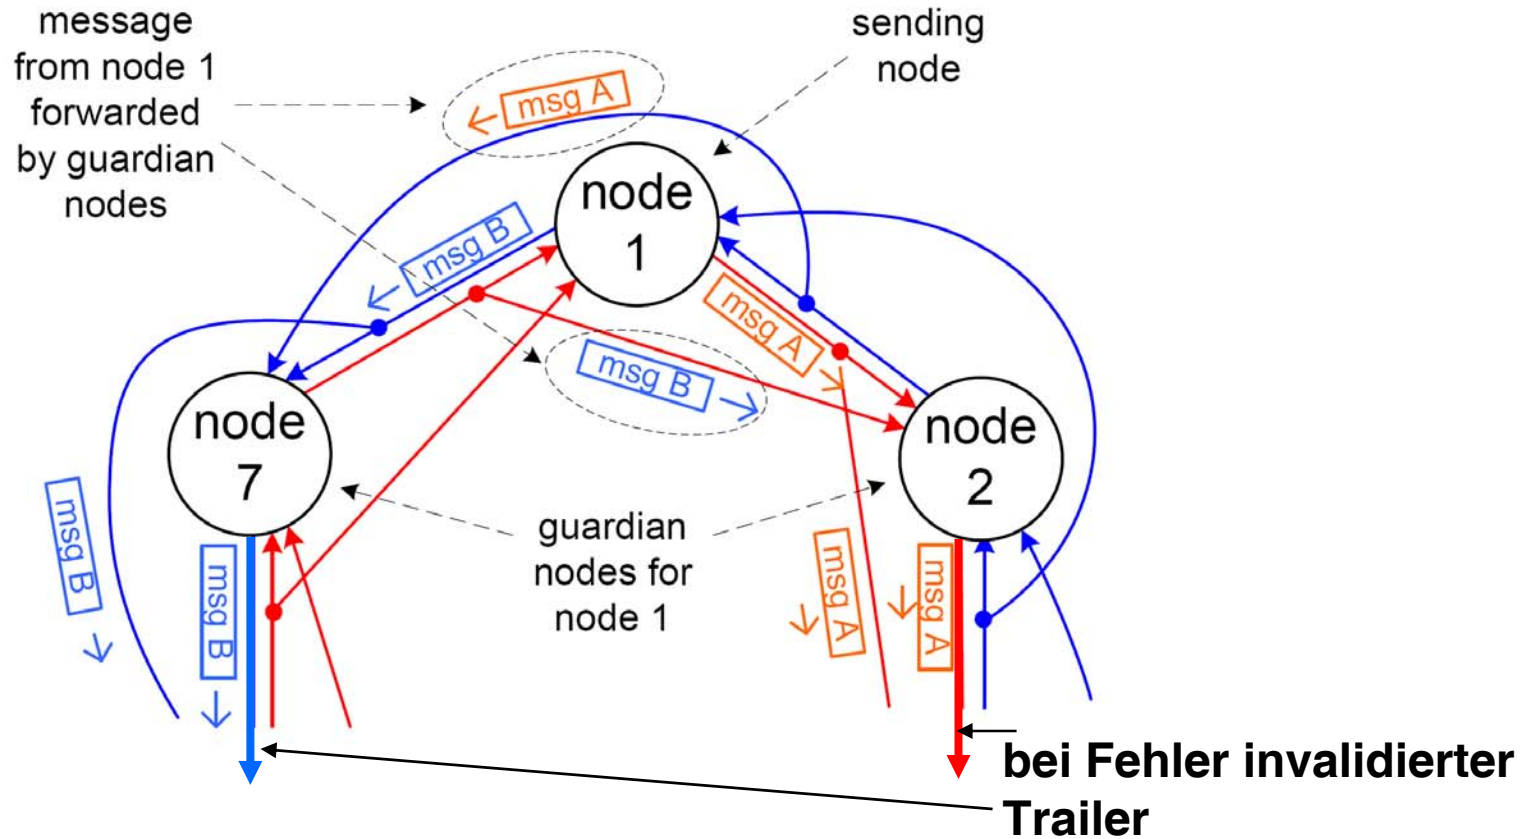 message
from node 1
forwarded
by guardian
nodes
sending
node
msg A
node
1
msg B
msg A
msg B
node
7
node
2
guardian
nodes for
node 1
msg B
msg B
msg A
msg A
bei Fehler invalidierter
Trailer